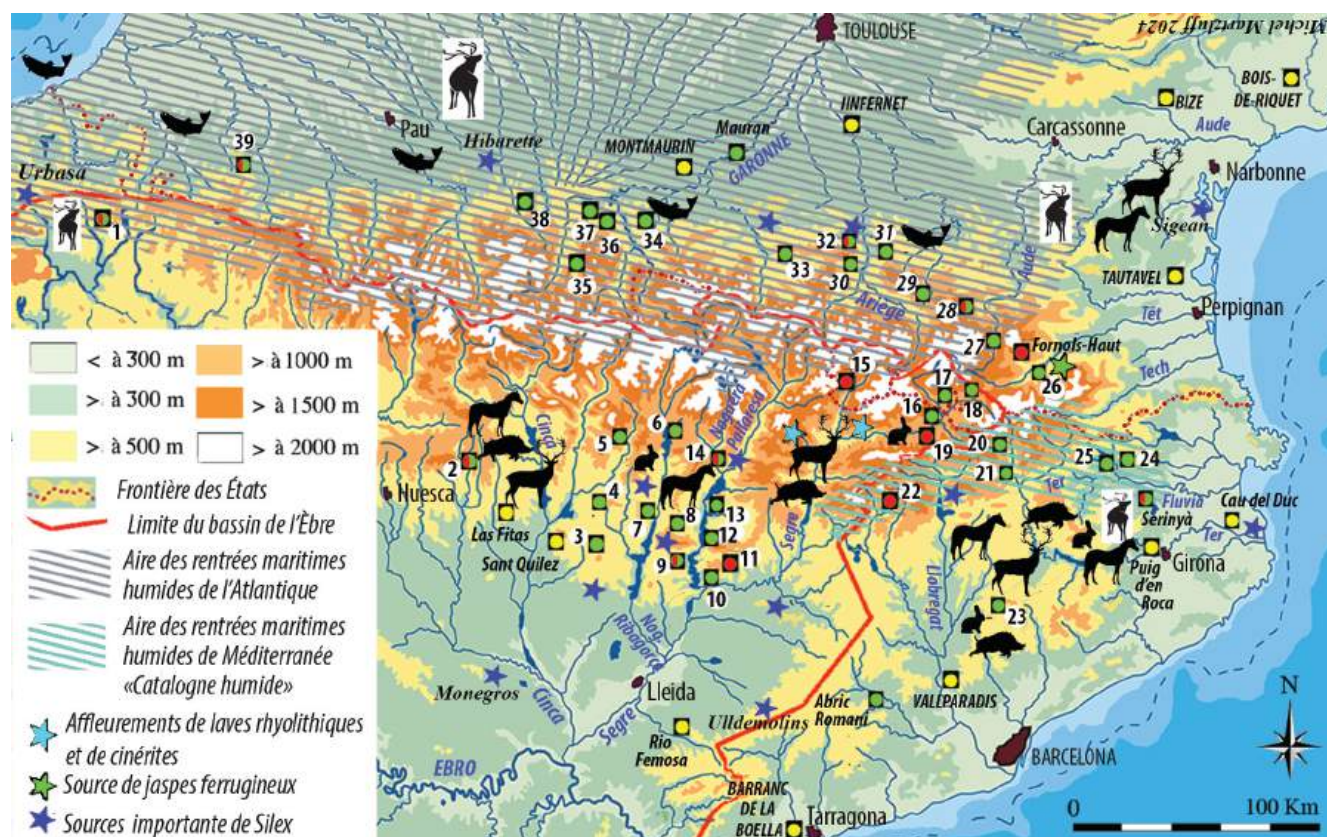 TOULOUSE
Michel Martzluff 2024
BOIS-
DE-RIQUET
BIZE
IINFERNET
Aude
Pau
Carcassonne
Mauran
Hibarette
MONTMAURIN
39
GARONNE
Narbonne
Urbasa
1
38
37
36
34
35
33
32
31
30
29
28
Aude
Sigean
TAUTAVEL
Ariège
Perpignan
Têt
27
Fornols-Haut
26
Tech
< à 300 m
> à 1000 m
> à 300 m
> à 1500 m
> à 500 m
> à 2000 m
Frontière des États
Limite du bassin de l'Èbre
Aire des rentrées maritimes
humides de l'Atlantique
Aire des rentrées maritimes
humides de Méditerranée
«Catalogne humide»
Affleurements de laves rhyolithiques
et de cinérites
Source de jaspes ferrugineux
Sources importante de Silex
15
17
16
18
19
20
21
22
25
24
Noguera
Pallaresa
Cinca
6
5
14
2
Huesca
4
7
8
13
12
3
9
11
10
Las Fitas
Sant Quilez
Segre
Llobregat
Ter
Fluvia
Serinyà
Cau del Duc
Ter
Puig
d'en
Roca
Girona
23
Nog.
Ribagorce
Monegros
Cinca
Lleida
Segre
Ulldemolins
Abric
Romaní
VALLPARADIS
Rio
Femosa
EBRO
BARRANC
DE LA
BOELLA
Tarragona
BARCELONA
N
0
100 Km